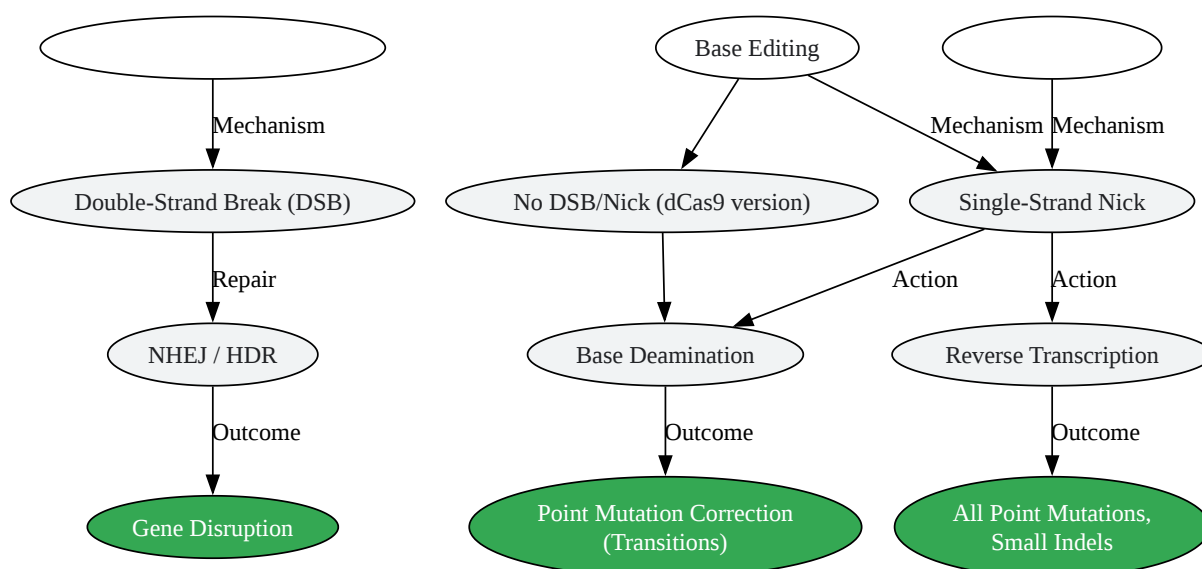 Base Editing
Mechanism
Mechanism
Mechanism
Double-Strand Break (DSB)
No DSB/Nick (dCas9 version)
Single-Strand Nick
Repair
Action
Action
NHEJ / HDR
Base Deamination
Reverse Transcription
Outcome
Outcome
Outcome
Gene Disruption
Point Mutation Correction
(Transitions)
All Point Mutations,
Small Indels